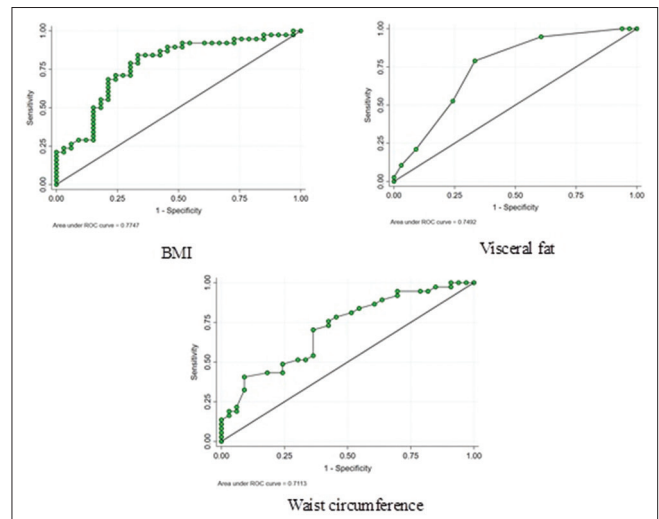 1.00
0.75
0.50
0.25
0.00
Sensitivity
0.00 0.25 0.50 0.75 1.00
1 - Specificity
Area under ROC curve = 0.7747
BMI
1.00
0.75
0.50
0.25
0.00
Sensitivity
0.00 0.25 0.50 0.75 1.00
1 - Specificity
Area under ROC curve = 0.7492
Visceral fat
1.00
0.75
0.50
0.25
0.00
Sensitivity
0.00 0.25 0.50 0.75 1.00
1 - Specificity
Area under ROC curve = 0.7113
Waist circumference